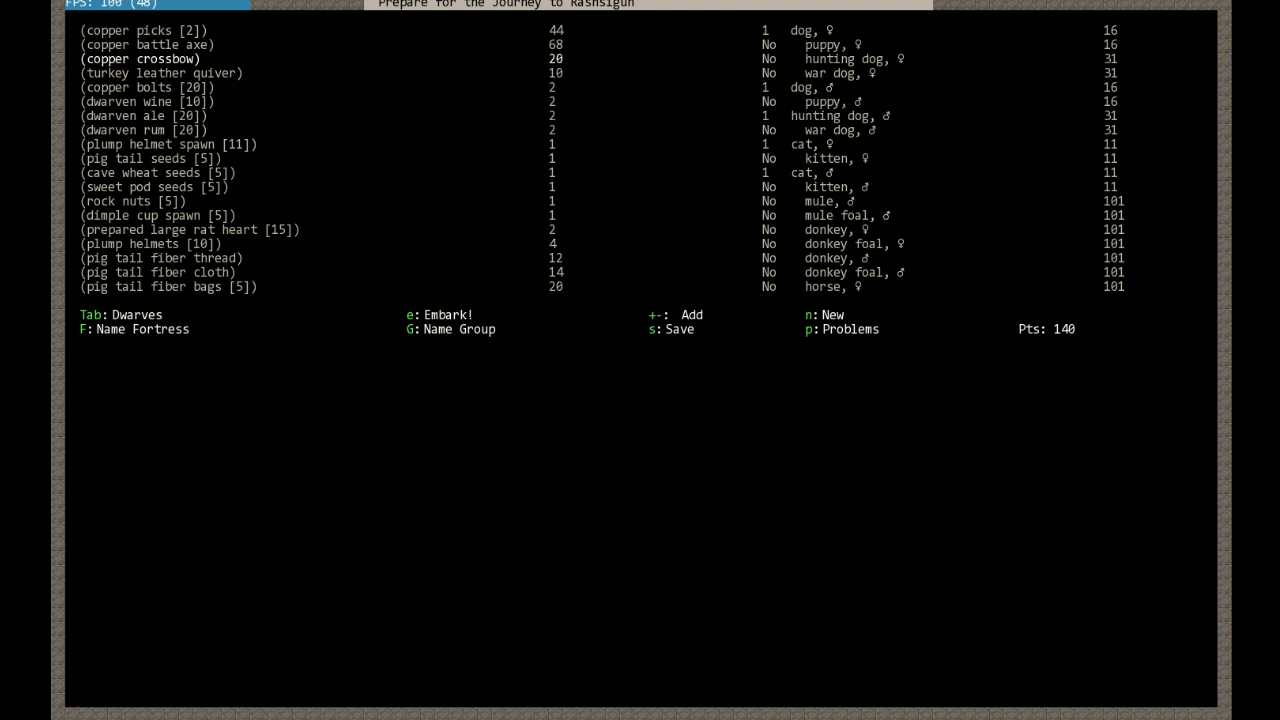 FPS: 100 (48) Prepare for the Journey to Rashsigun
(copper picks [2]) 44 1 dog, ♀ 16
(copper battle axe) 68 No puppy, ♀ 16
(copper crossbow) 20 No hunting dog, ♀ 31
(turkey leather quiver) 10 No war dog, ♀ 31
(copper bolts [20]) 2 1 dog, ♂ 16
(dwarven wine [10]) 2 No puppy, ♂ 16
(dwarven ale [20]) 2 1 hunting dog, ♂ 31
(dwarven rum [20]) 2 No war dog, ♂ 31
(plump helmet spawn [11]) 1 1 cat, ♀ 11
(pig tail seeds [5]) 1 No kitten, ♀ 11
(cave wheat seeds [5]) 1 1 cat, ♂ 11
(sweet pod seeds [5]) 1 No kitten, ♂ 11
(rock nuts [5]) 1 No mule, ♂ 101
(dimple cup spawn [5]) 1 No mule foal, ♂ 101
(prepared large rat heart [15]) 2 No donkey, ♀ 101
(plump helmets [10]) 4 No donkey foal, ♀ 101
(pig tail fiber thread) 12 No donkey, ♂ 101
(pig tail fiber cloth) 14 No donkey foal, ♂ 101
(pig tail fiber bags [5]) 20 No horse, ♀ 101
Tab: Dwarves e: Embark! +-: Add n: New
F: Name Fortress G: Name Group s: Save p: Problems Pts: 140